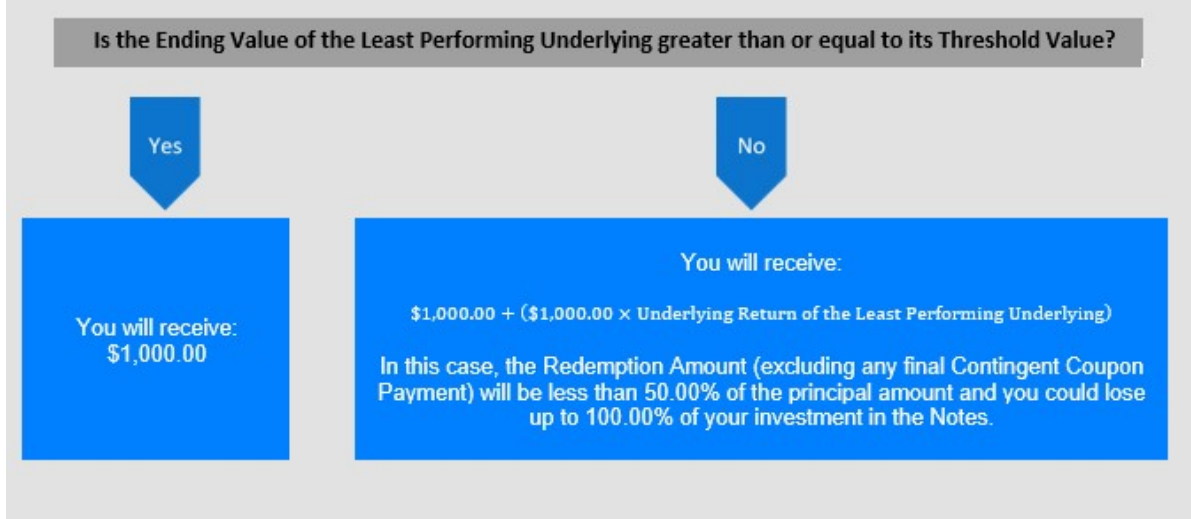 Is the Ending Value of the Least Performing Underlying greater than or equal to its Threshold Value?
Yes
No
You will receive:
$1,000.00
You will receive:
$1,000.00 + ($1,000.00 × Underlying Return of the Least Performing Underlying)
In this case, the Redemption Amount (excluding any final Contingent Coupon
Payment) will be less than 50.00% of the principal amount and you could lose
up to 100.00% of your investment in the Notes.